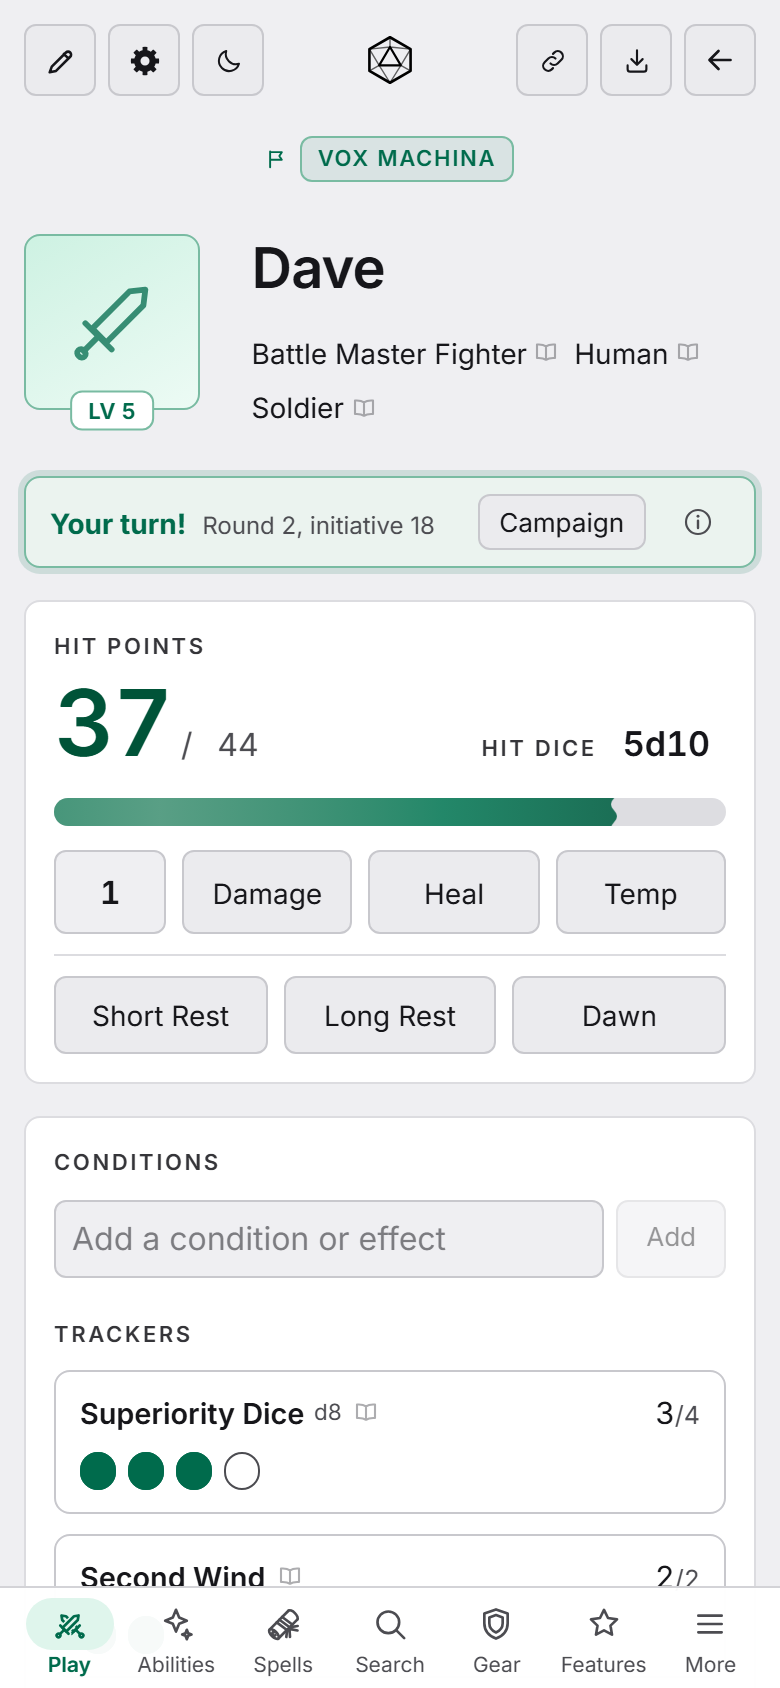 VOX MACHINA
Dave
Battle Master Fighter Human
Soldier
LV 5
Your turn! Round 2, initiative 18 Campaign
HIT POINTS
37 / 44 HIT DICE 5d10
1 Damage Heal Temp
Short Rest Long Rest Dawn
CONDITIONS
Add a condition or effect Add
TRACKERS
Superiority Dice d8 3/4
Second Wind 2/2
Play Abilities Spells Search Gear Features More